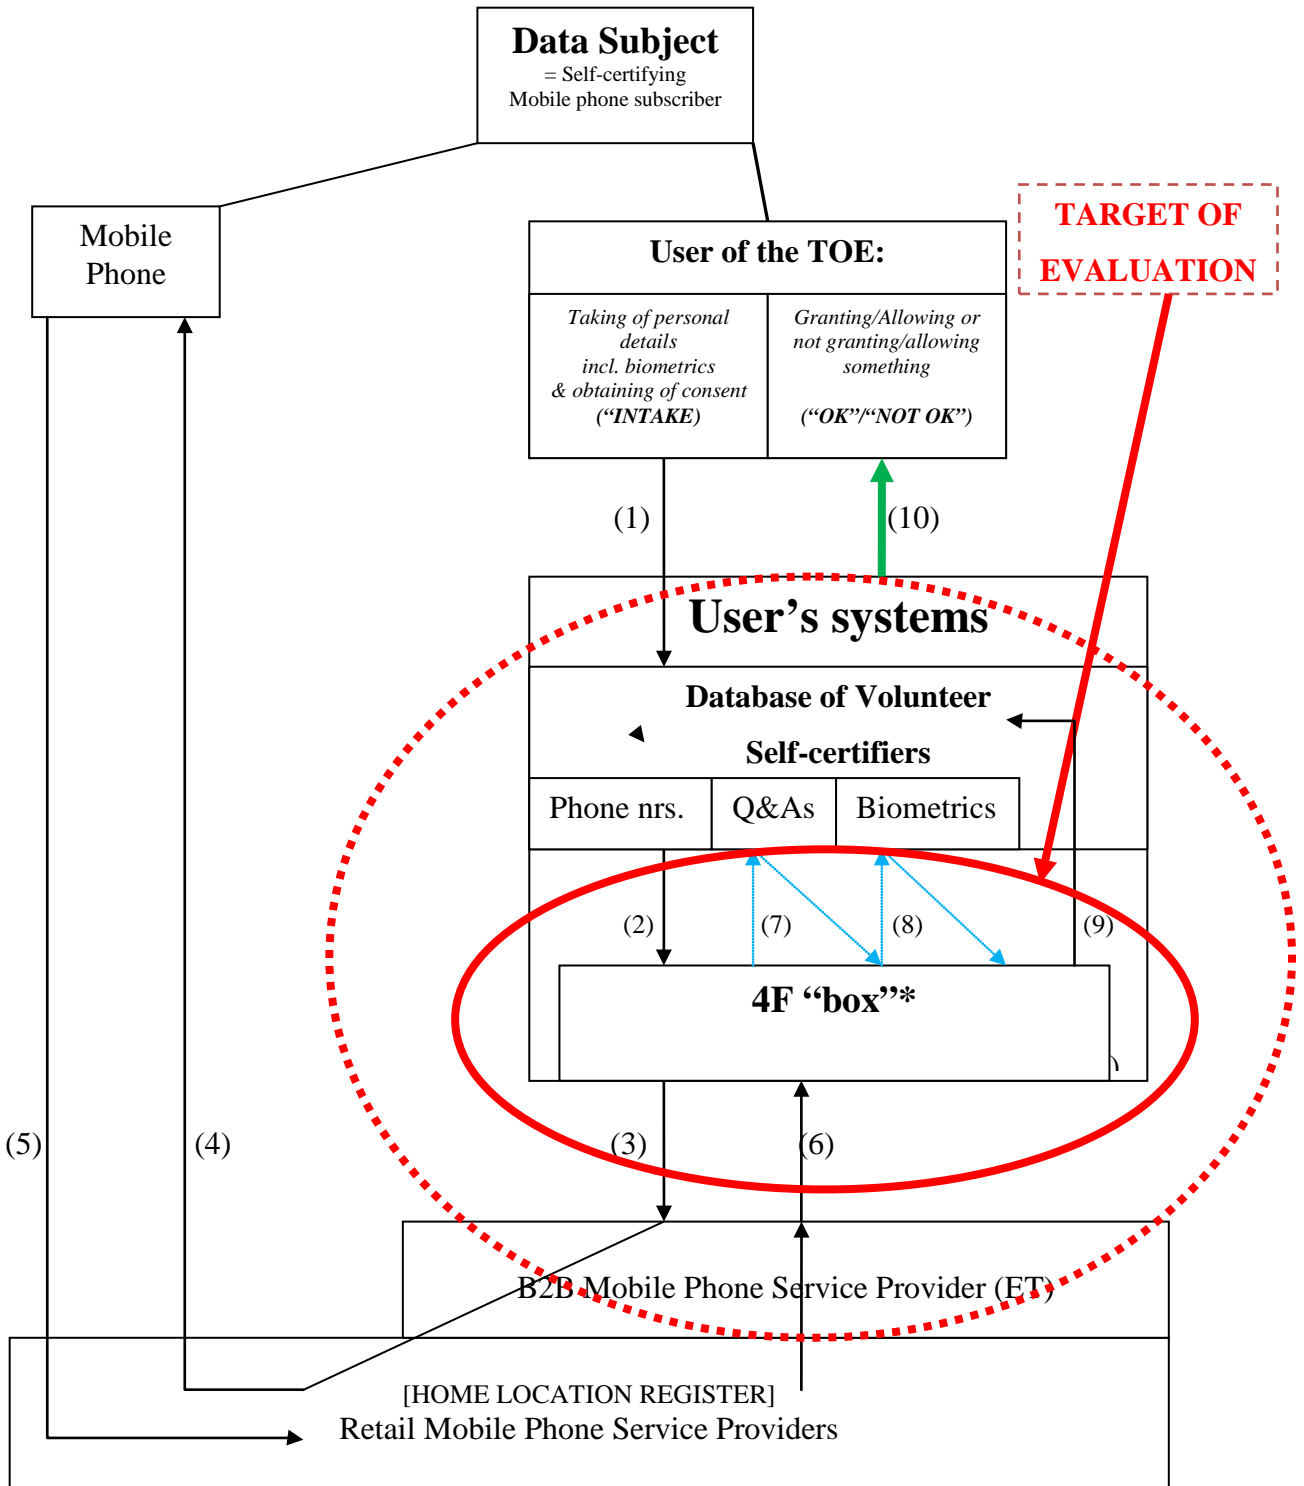 Data Subject
= Self-certifying
Mobile phone subscriber
Mobile
Phone
User of the TOE:
TARGET OF
EVALUATION
Taking of personal
details
incl. biometrics
& obtaining of consent
(“INTAKE)
Granting/Allowing or
not granting/allowing
something
(“OK”/“NOT OK”)
(1)
(10)
User’s systems
Database of Volunteer
Self-certifiers
Phone nrs.
Q&As
Biometrics
(2)
(7)
(8)
(9)
4F “box”*
)
(5)
(4)
(3)
(6)
B2B Mobile Phone Service Provider (ET)
[HOME LOCATION REGISTER]
Retail Mobile Phone Service Providers